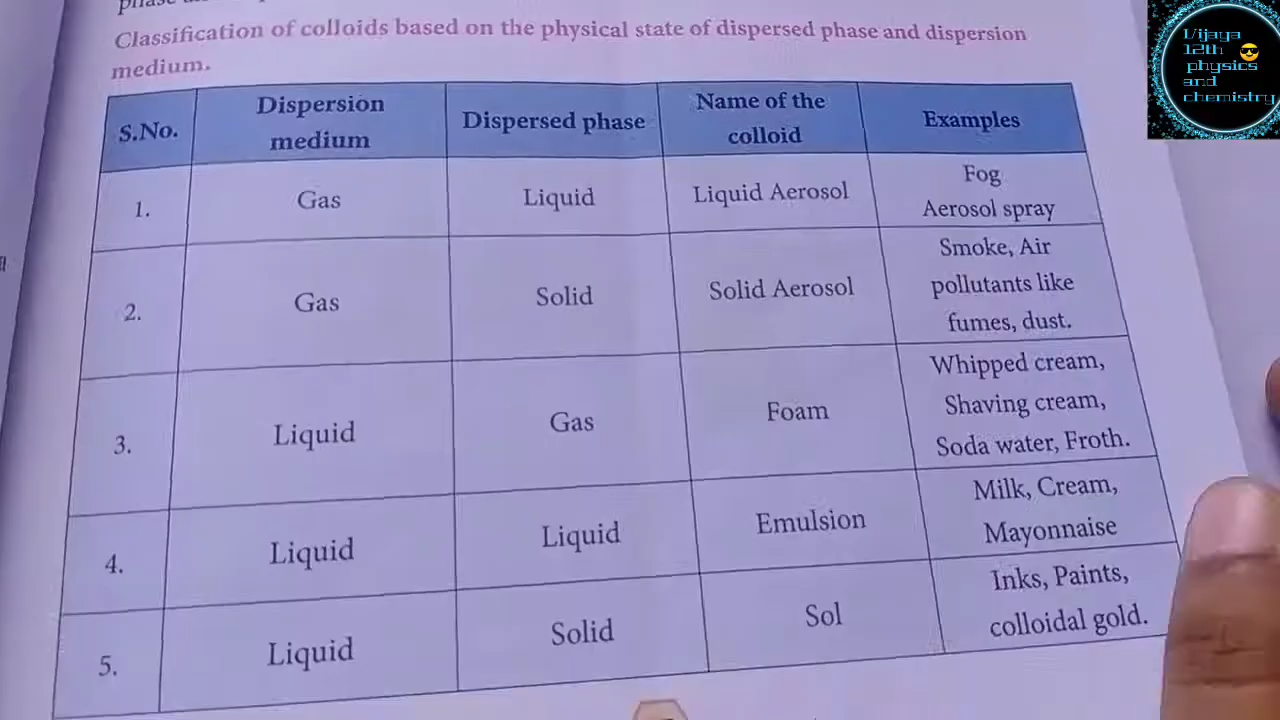 Classification of colloids based on the physical state of dispersed phase and dispersion
medium.
S.No.
Dispersion
medium
Dispersed phase
Name of the
colloid
Examples
1.
Gas
Liquid
Liquid Aerosol
Fog
Aerosol spray
2.
Gas
Solid
Solid Aerosol
Smoke, Air
pollutants like
fumes, dust.
3.
Liquid
Gas
Foam
Whipped cream,
Shaving cream,
Soda water, Froth.
4.
Liquid
Liquid
Emulsion
Milk, Cream,
Mayonnaise
5.
Liquid
Solid
Sol
Inks, Paints,
colloidal gold.
Vijaya
12th
physics
and
chemistry